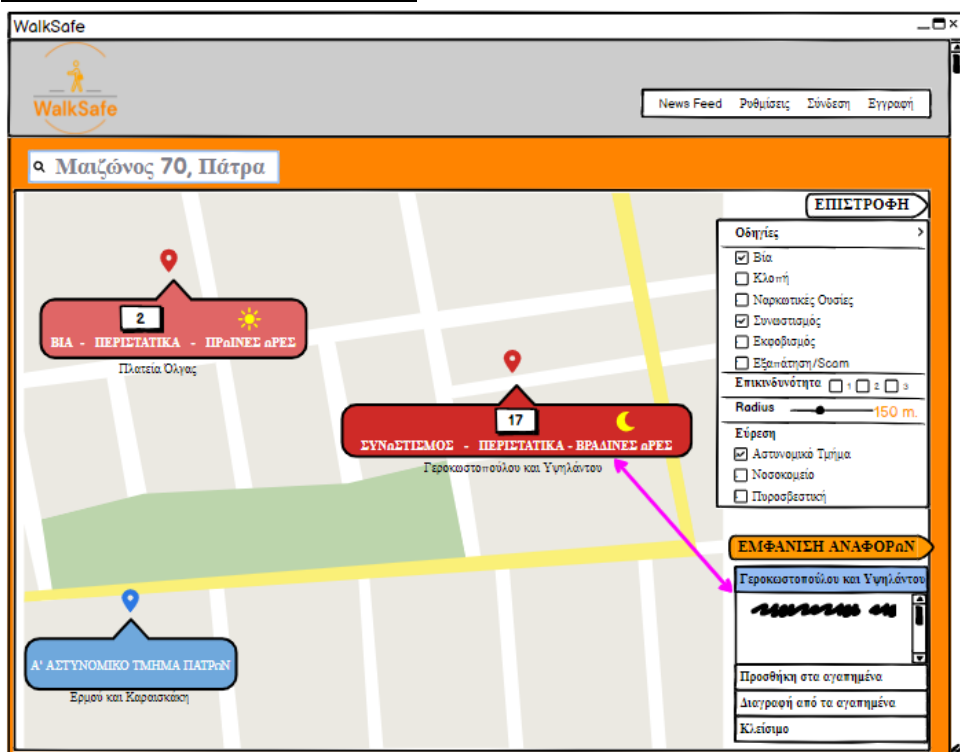 WalkSafe
WalkSafe
News Feed Ρυθμίσεις Σύνδεση Εγγραφή
Μαιζώνος 70, Πάτρα
ΕΠΙΣΤΡΟΦΗ
Οδηγίες >
Βία
Κλοπή
Ναρκωτικές Ουσίες
Συνωστισμός
Εκφοβισμός
Εξαπάτηση/Scam
Επικινδυνότητα 1 2 3
Radius 150 m.
Εύρεση
Αστυνομικό Τμήμα
Νοσοκομείο
Πυροσβεστική
2
ΒΙΑ - ΠΕΡΙΣΤΑΤΙΚΑ - ΠΡΩΙΝΕΣ ΩΡΕΣ
Πλατεία Όλγας
17
ΣΥΝΩΣΤΙΣΜΟΣ - ΠΕΡΙΣΤΑΤΙΚΑ - ΒΡΑΔΙΝΕΣ ΩΡΕΣ
Γεροκωστοπούλου και Υψηλάντου
Α' ΑΣΤΥΝΟΜΙΚΟ ΤΜΗΜΑ ΠΑΤΡΩΝ
Ερμού και Καραισκάκη
ΕΜΦΑΝΙΣΗ ΑΝΑΦΟΡΩΝ
Γεροκωστοπούλου και Υψηλάντου
Προσθήκη στα αγαπημένα
Διαγραφή από τα αγαπημένα
Κλείσιμο